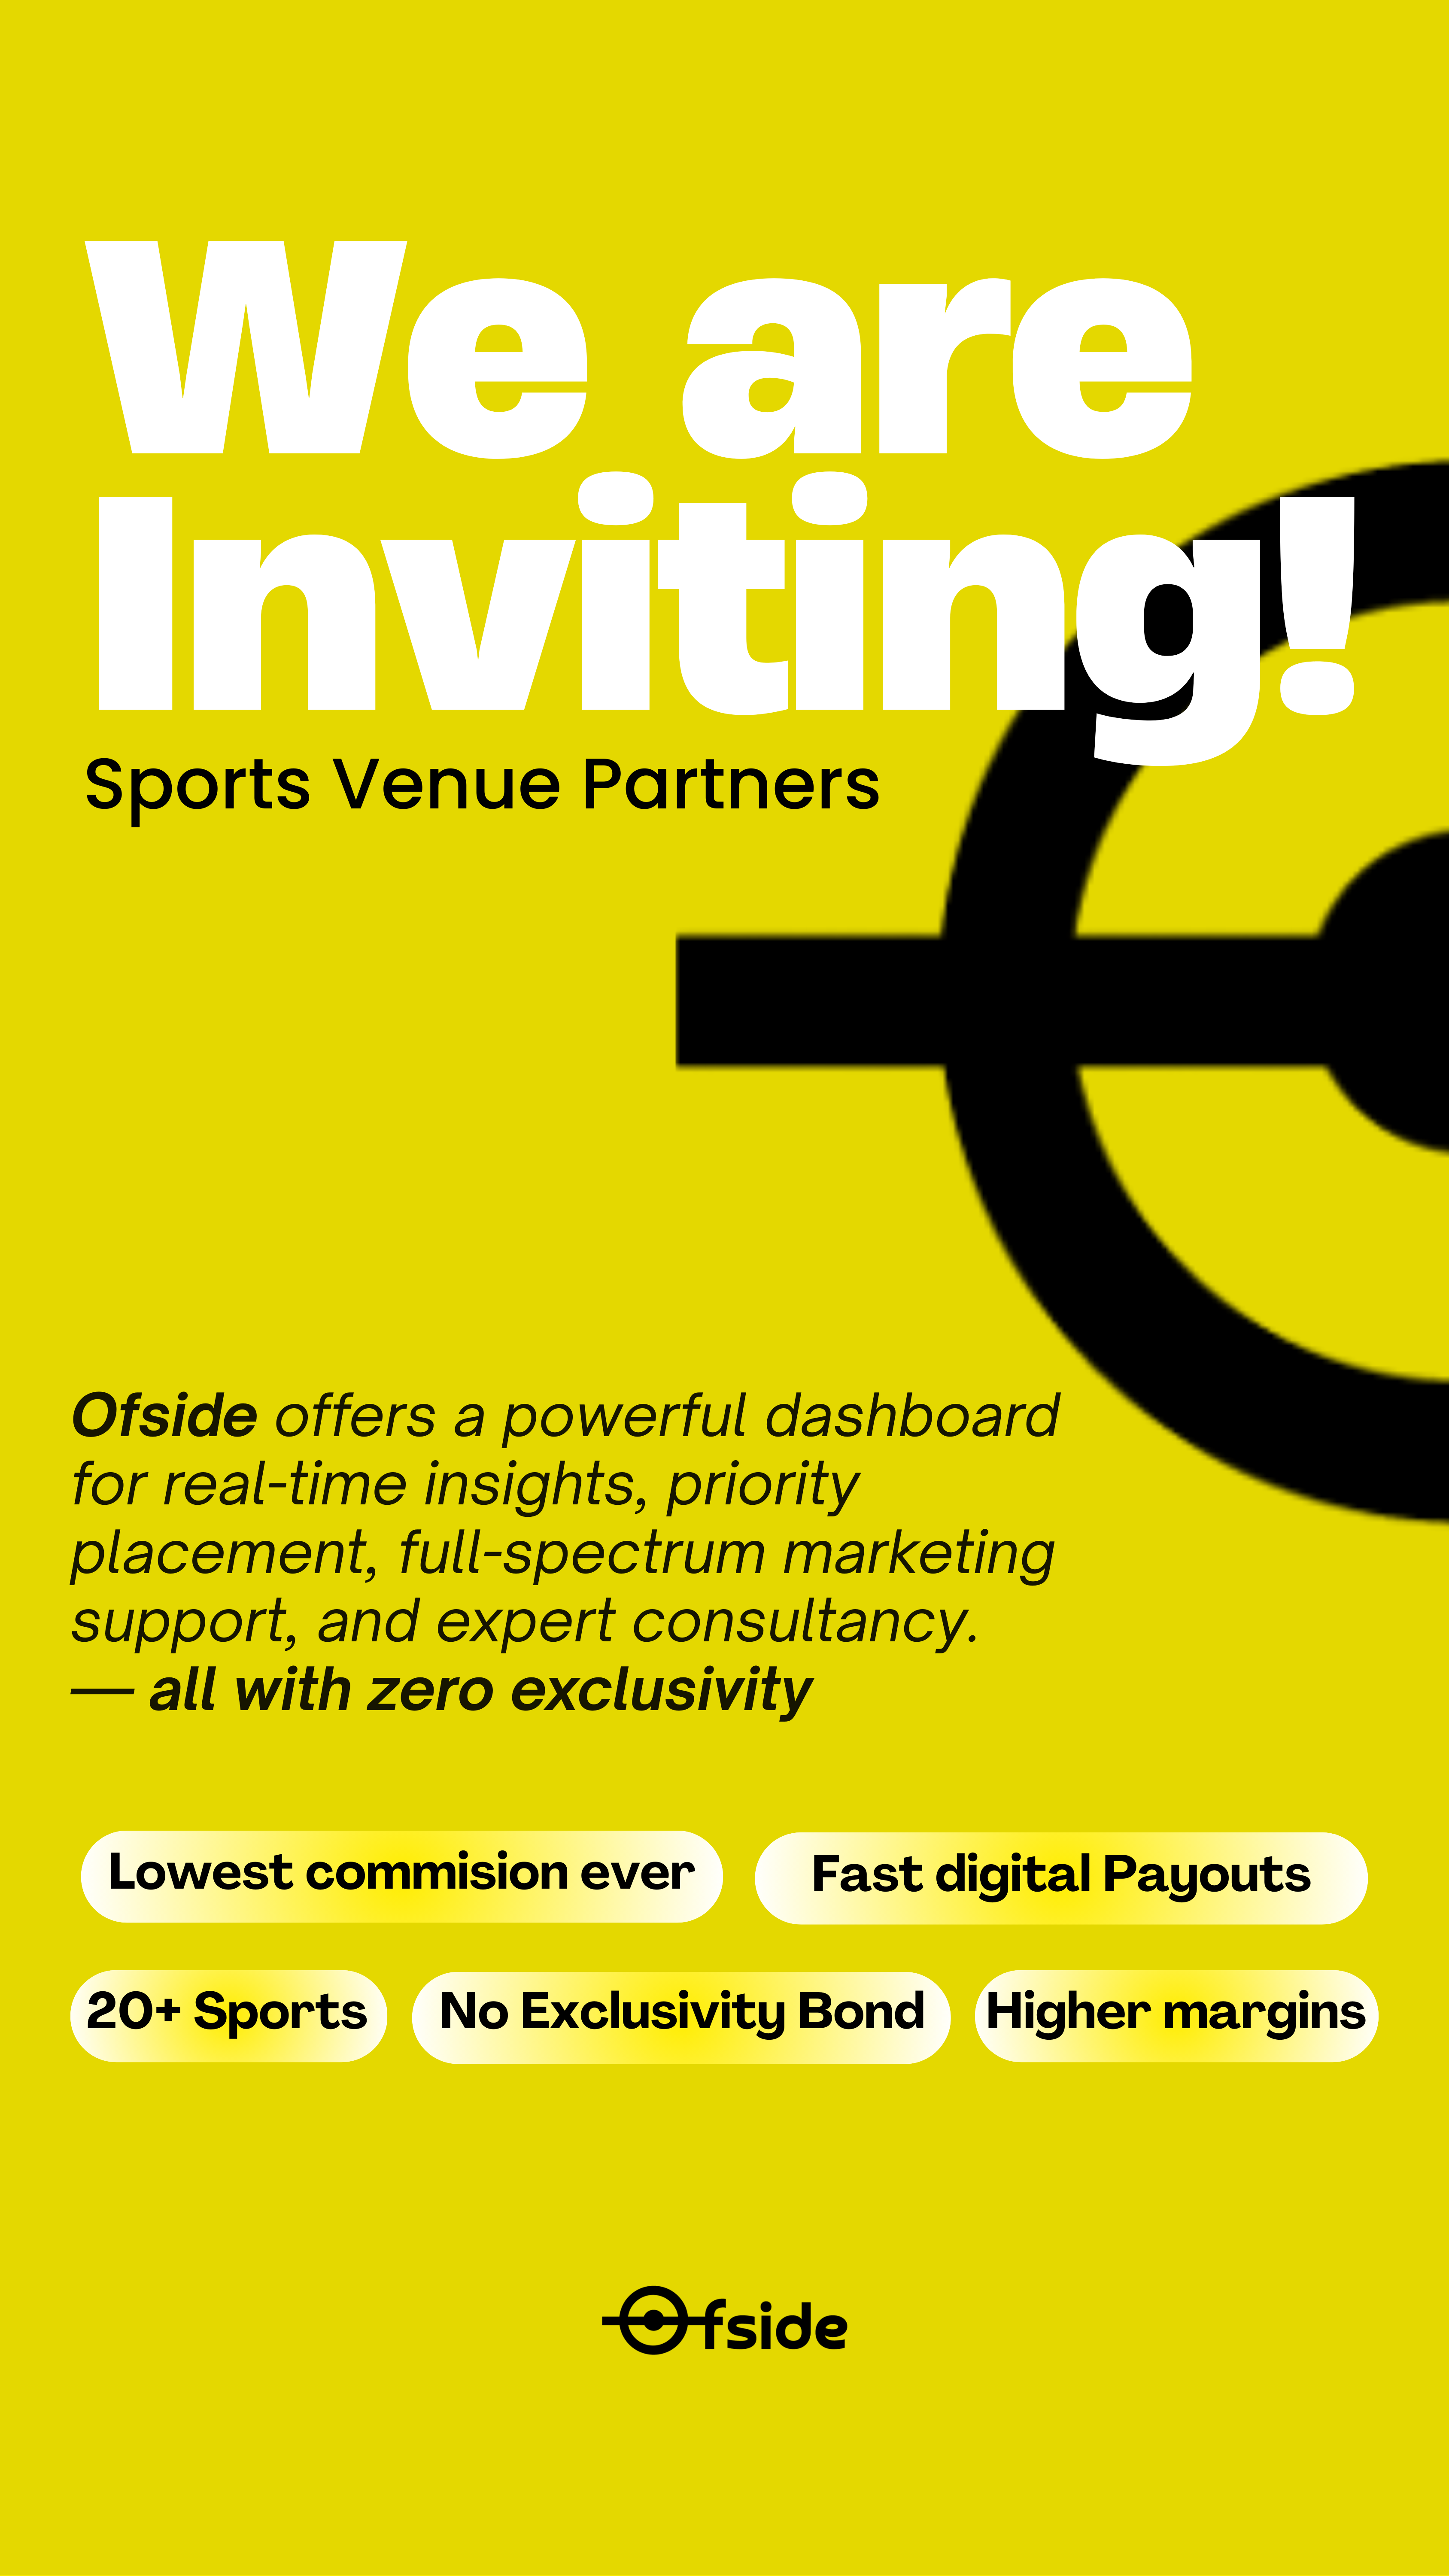 We are
Inviting!
Sports Venue Partners
Ofside offers a powerful dashboard
for real-time insights, priority
placement, full-spectrum marketing
support, and expert consultancy.
— all with zero exclusivity
Lowest commision ever
Fast digital Payouts
20+ Sports
No Exclusivity Bond
Higher margins
Ofside